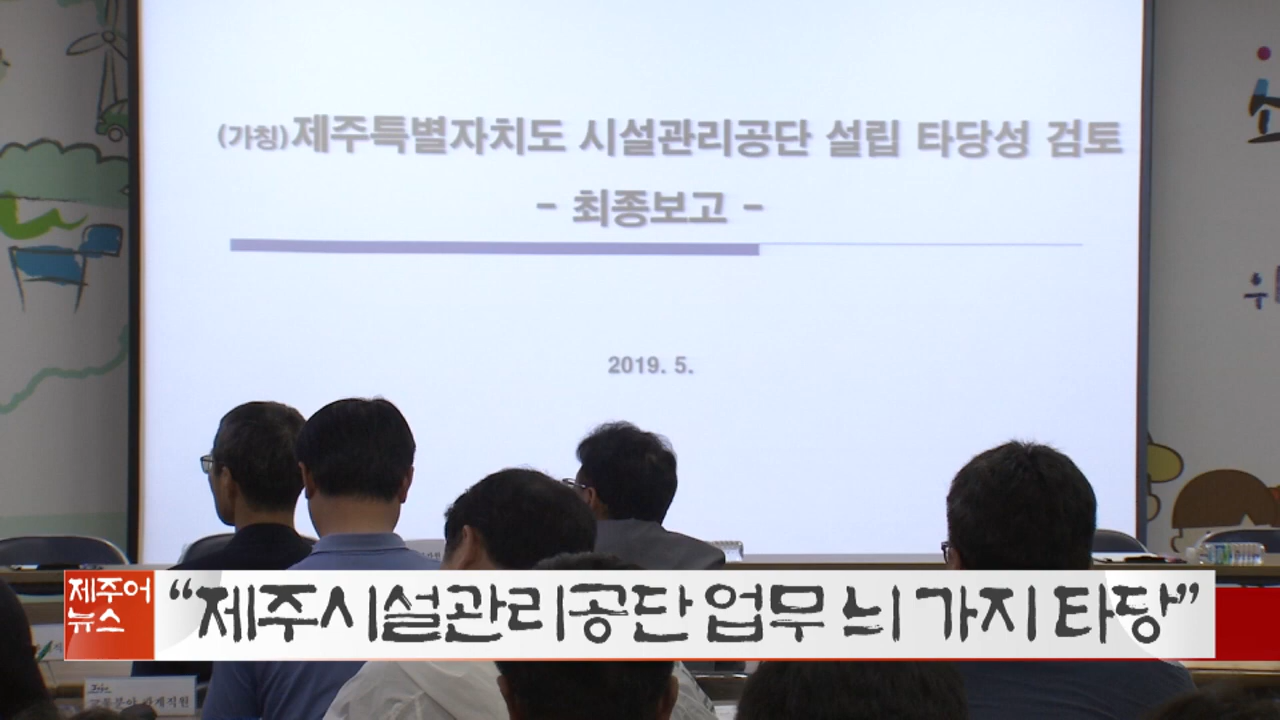 (가칭)제주특별자치도 시설관리공단 설립 타당성 검토
- 최종보고 -
2019. 5.
제주어
뉴스
“제주시설관리공단 업무 늬 가지 타당”